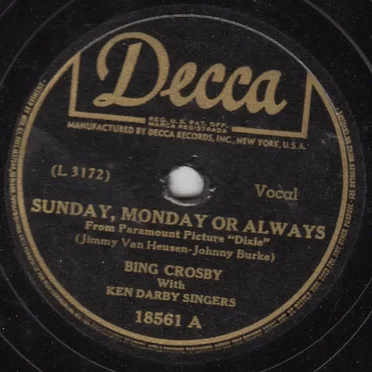 Decca
REG. U.S. PAT. OFF.
MARCA REGISTRADA
MANUFACTURED BY DECCA RECORDS, INC., NEW YORK, U.S.A.
(L 3172)
Vocal
SUNDAY, MONDAY OR ALWAYS
From Paramount Picture "Dixie"
(Jimmy Van Heusen-Johnny Burke)
BING CROSBY
With
KEN DARBY SINGERS
18561 A